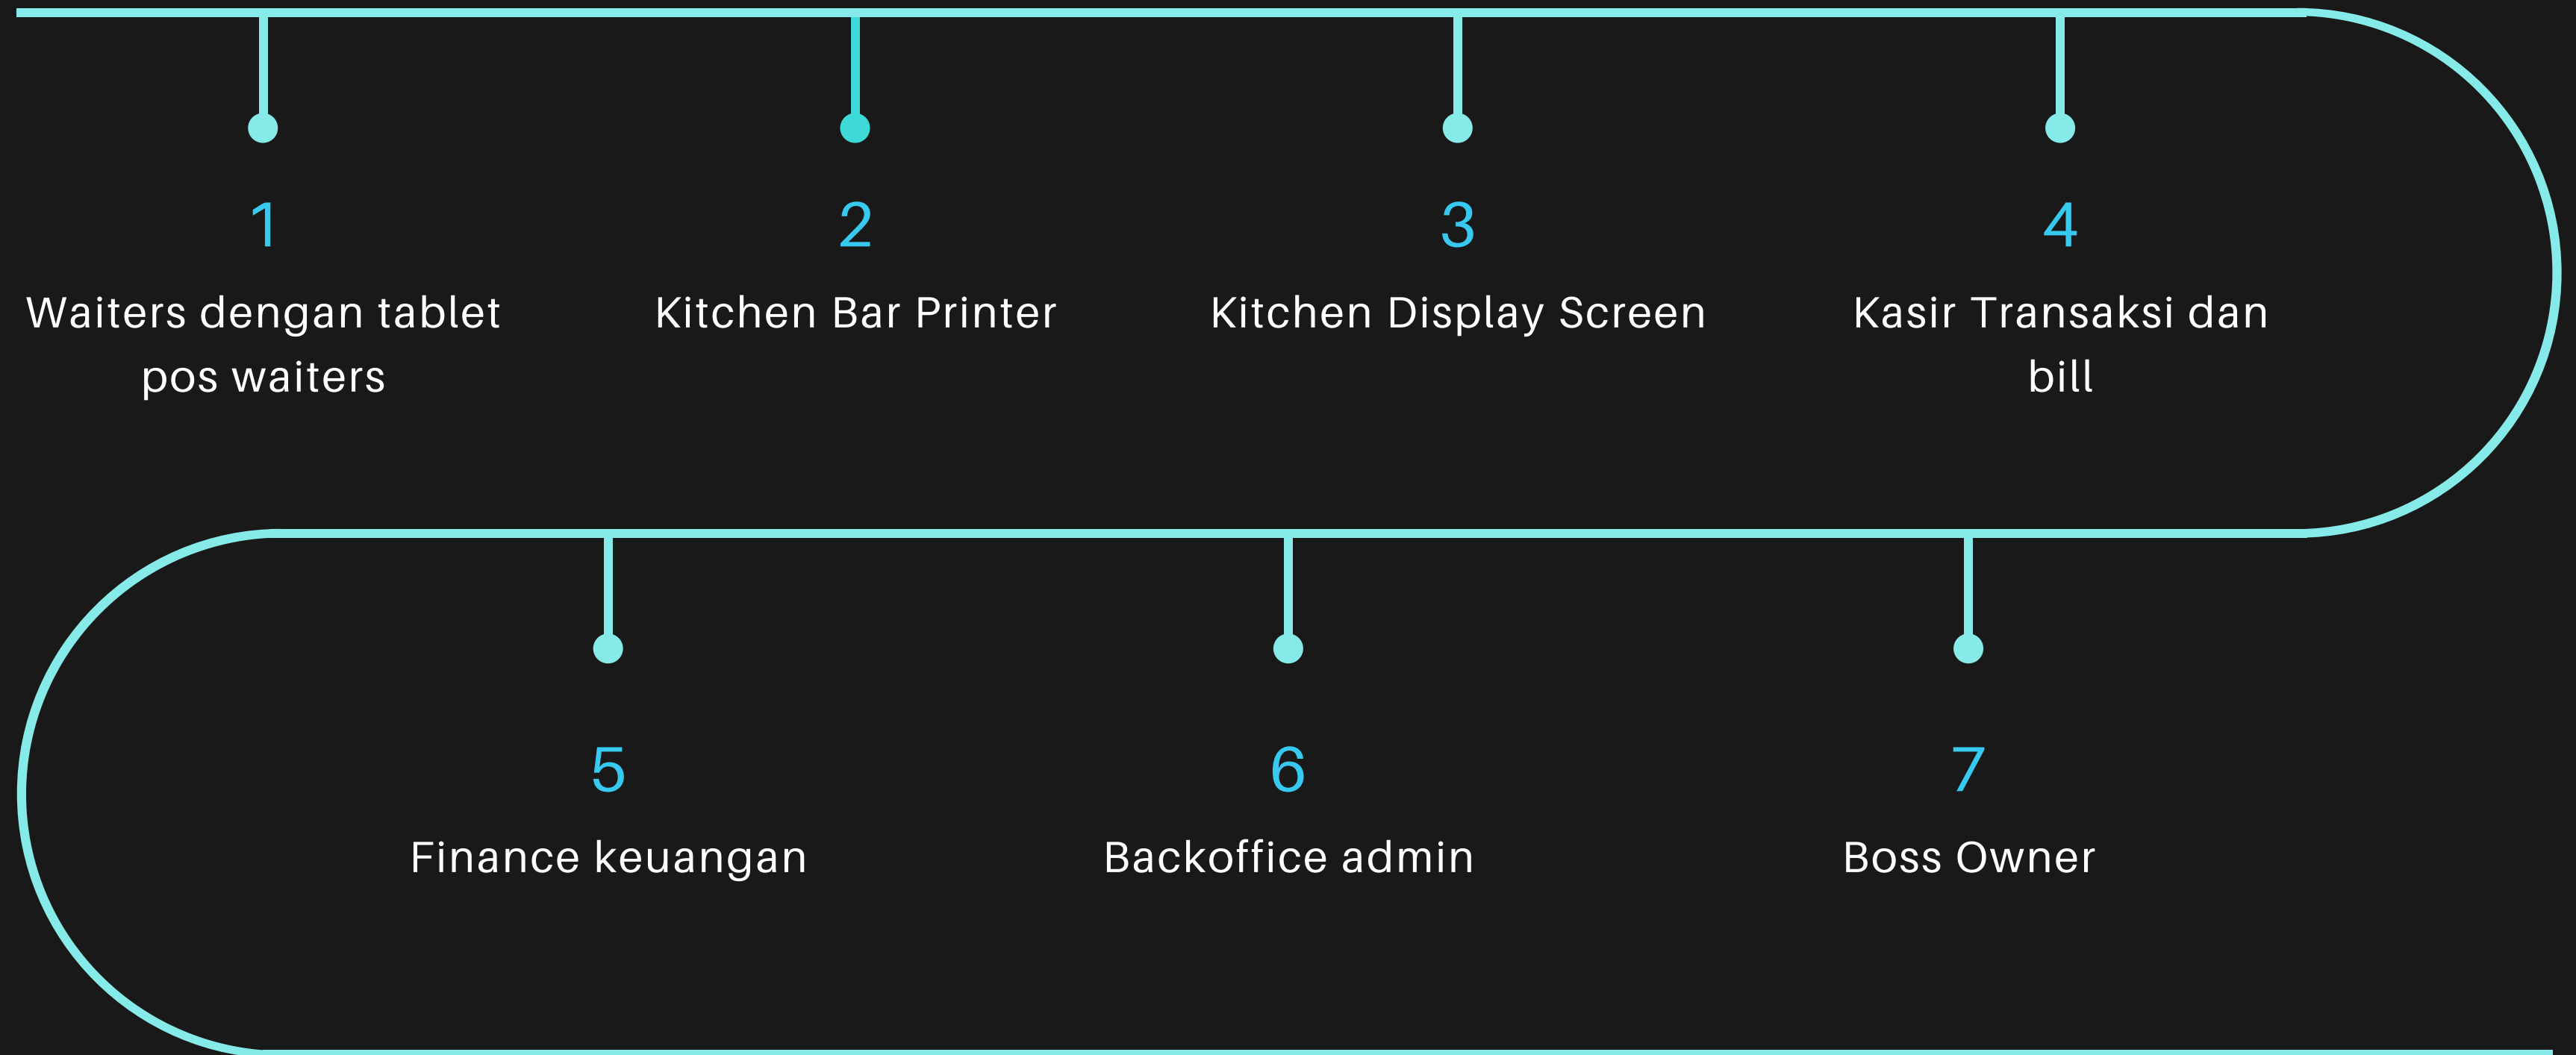 1
Waiters dengan tablet
pos waiters
2
Kitchen Bar Printer
3
Kitchen Display Screen
4
Kasir Transaksi dan
bill
5
Finance keuangan
6
Backoffice admin
7
Boss Owner